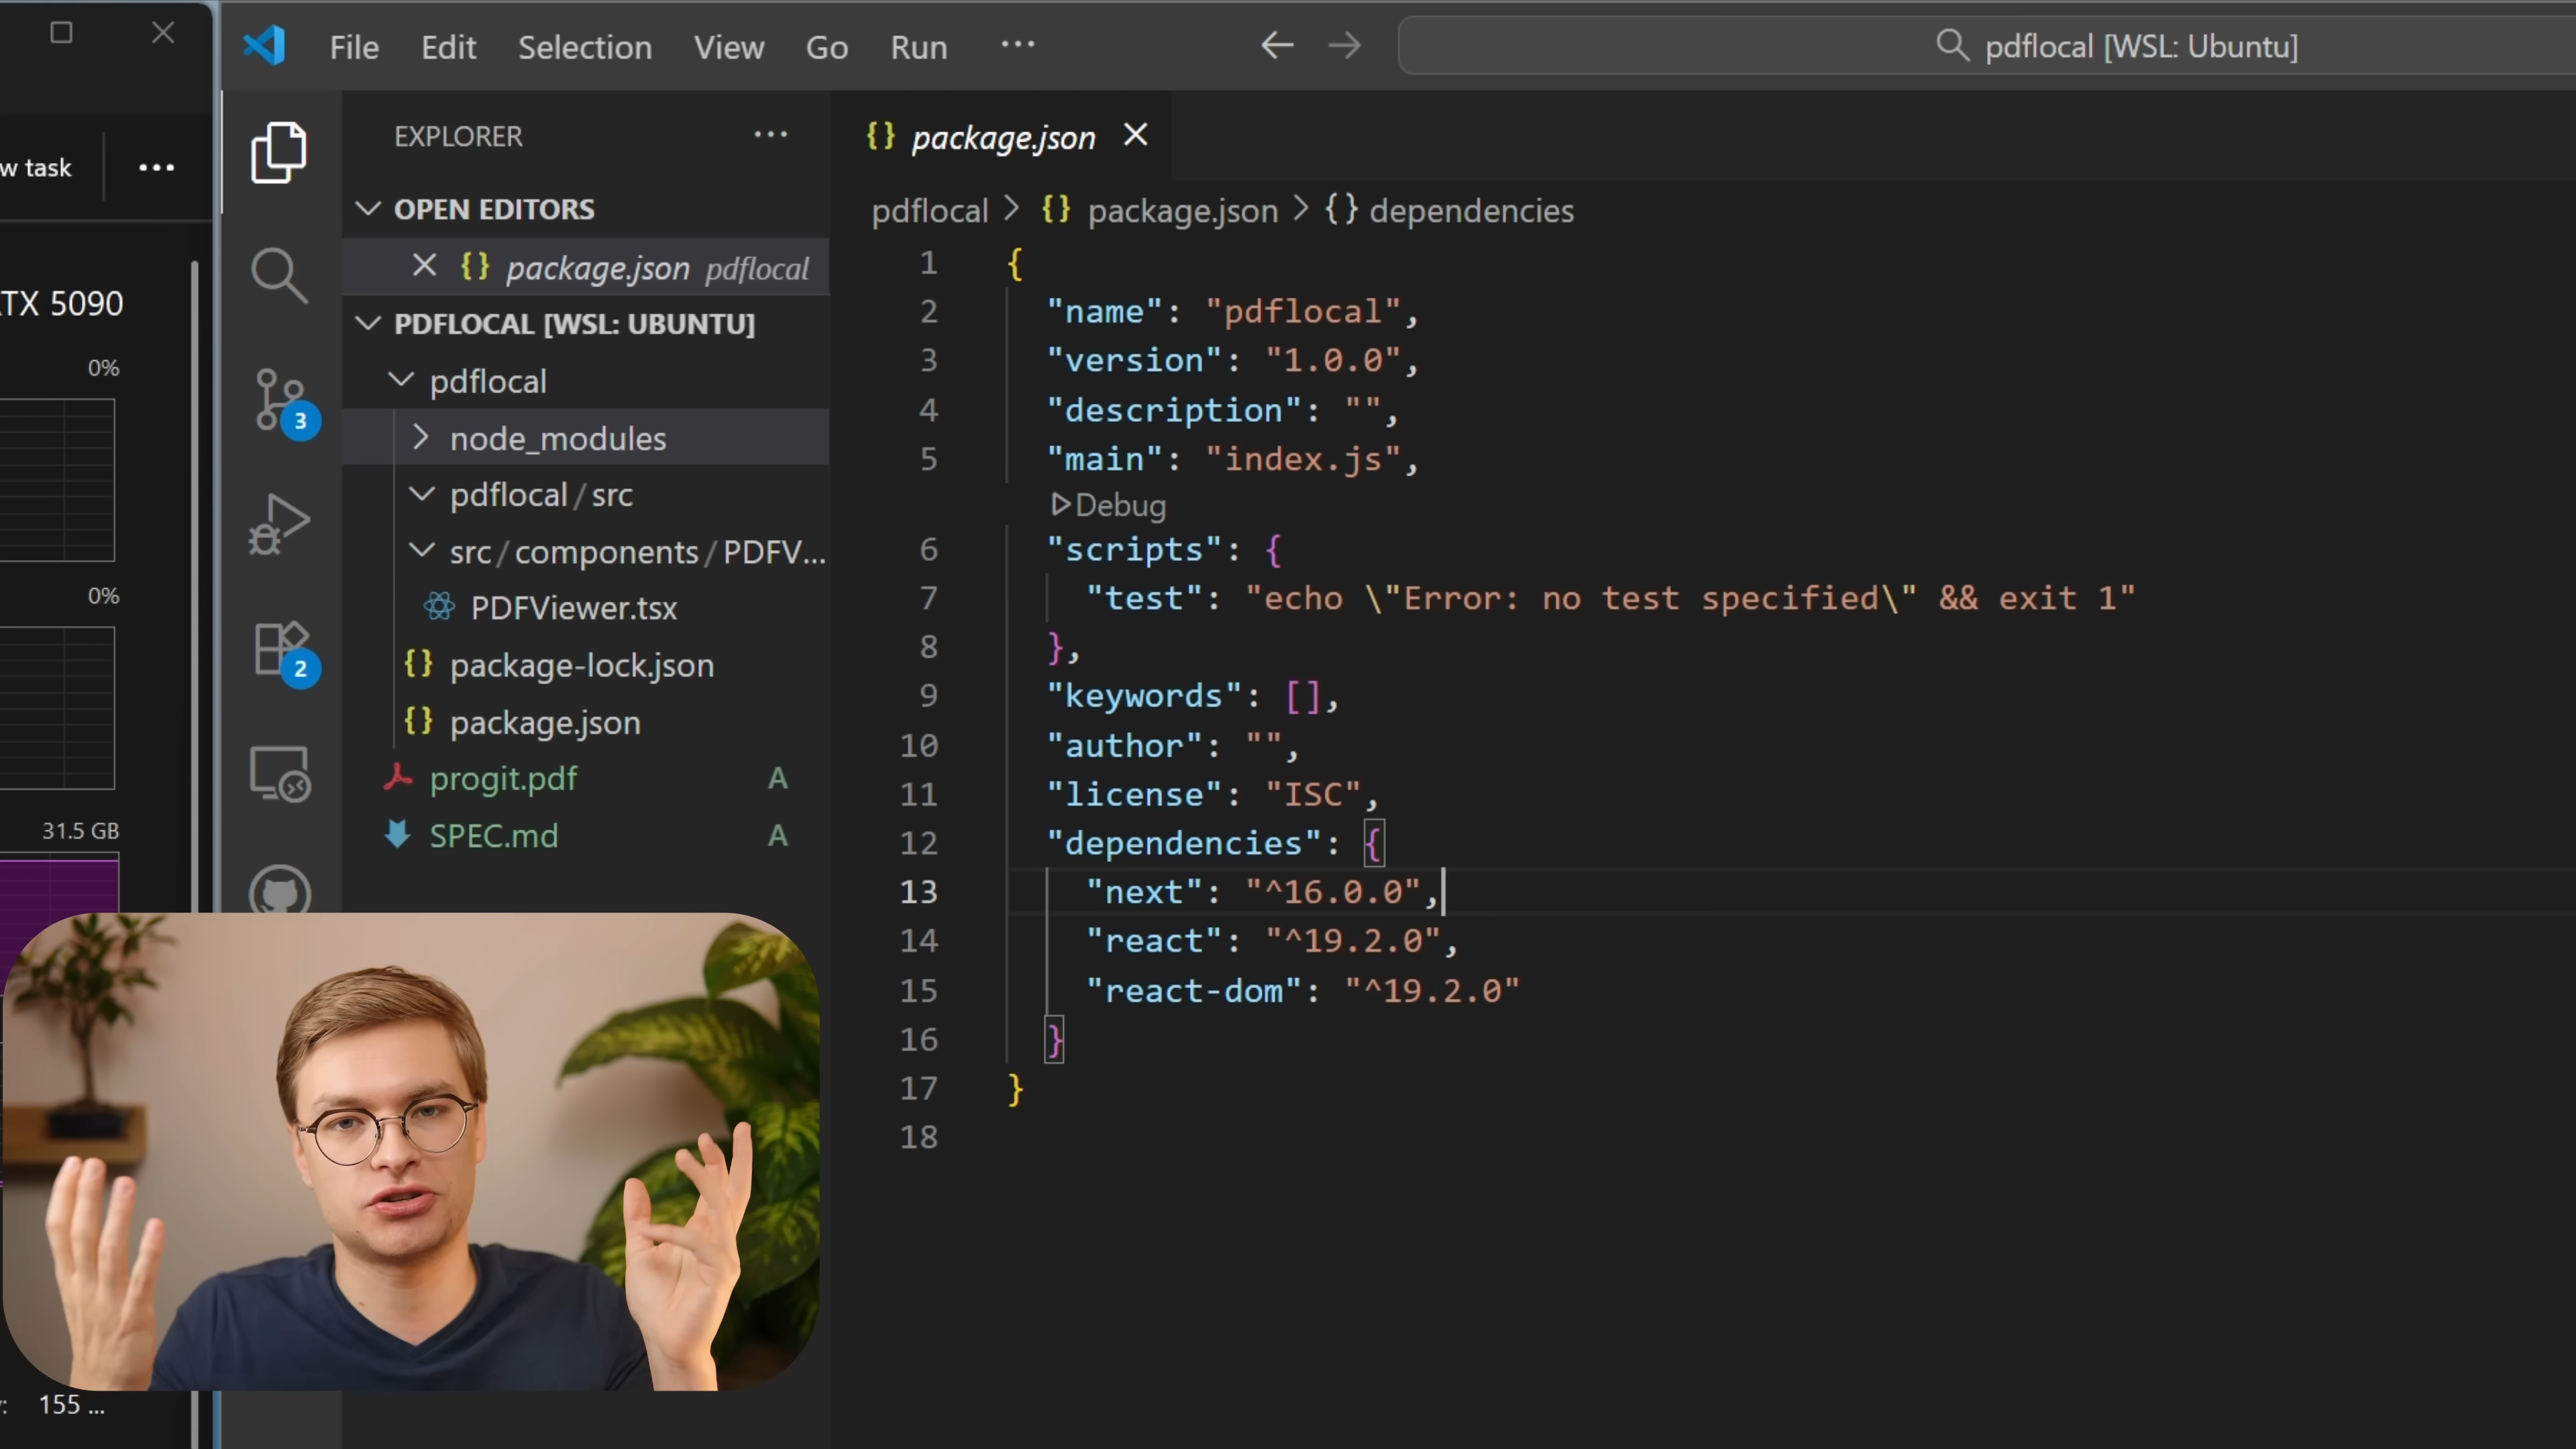 w task
TX 5090
0%
0%
31.5 GB
155 ...
File Edit Selection View Go Run
pdflocal [WSL: Ubuntu]
EXPLORER
OPEN EDITORS
package.json pdflocal
PDFLOCAL [WSL: UBUNTU]
pdflocal
node_modules
pdflocal/src
src/components/PDFV...
PDFViewer.tsx
package-lock.json
package.json
progit.pdf A
SPEC.md A
3
2
package.json
pdflocal > {} package.json > {} dependencies
1 {
2 "name": "pdflocal",
3 "version": "1.0.0",
4 "description": "",
5 "main": "index.js",
Debug
6 "scripts": {
7 "test": "echo \"Error: no test specified\" && exit 1"
8 },
9 "keywords": [],
10 "author": "",
11 "license": "ISC",
12 "dependencies": {
13 "next": "^16.0.0",
14 "react": "^19.2.0",
15 "react-dom": "^19.2.0"
16 }
17 }
18